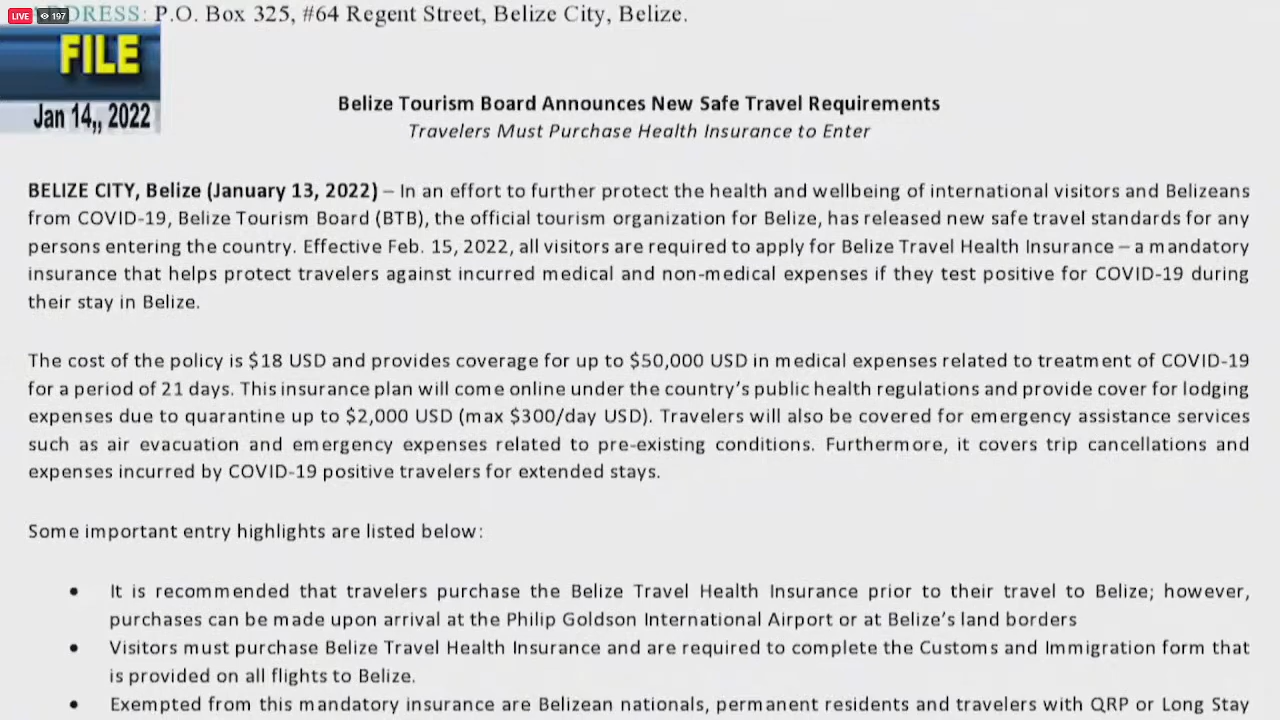 LIVE 197
ADDRESS: P.O. Box 325, #64 Regent Street, Belize City, Belize.
FILE
Jan 14,, 2022
Belize Tourism Board Announces New Safe Travel Requirements
Travelers Must Purchase Health Insurance to Enter
BELIZE CITY, Belize (January 13, 2022) – In an effort to further protect the health and wellbeing of international visitors and Belizeans
from COVID-19, Belize Tourism Board (BTB), the official tourism organization for Belize, has released new safe travel standards for any
persons entering the country. Effective Feb. 15, 2022, all visitors are required to apply for Belize Travel Health Insurance – a mandatory
insurance that helps protect travelers against incurred medical and non-medical expenses if they test positive for COVID-19 during
their stay in Belize.
The cost of the policy is $18 USD and provides coverage for up to $50,000 USD in medical expenses related to treatment of COVID-19
for a period of 21 days. This insurance plan will come online under the country's public health regulations and provide cover for lodging
expenses due to quarantine up to $2,000 USD (max $300/day USD). Travelers will also be covered for emergency assistance services
such as air evacuation and emergency expenses related to pre-existing conditions. Furthermore, it covers trip cancellations and
expenses incurred by COVID-19 positive travelers for extended stays.
Some important entry highlights are listed below:
• It is recommended that travelers purchase the Belize Travel Health Insurance prior to their travel to Belize; however,
purchases can be made upon arrival at the Philip Goldson International Airport or at Belize's land borders
• Visitors must purchase Belize Travel Health Insurance and are required to complete the Customs and Immigration form that
is provided on all flights to Belize.
• Exempted from this mandatory insurance are Belizean nationals, permanent residents and travelers with QRP or Long Stay